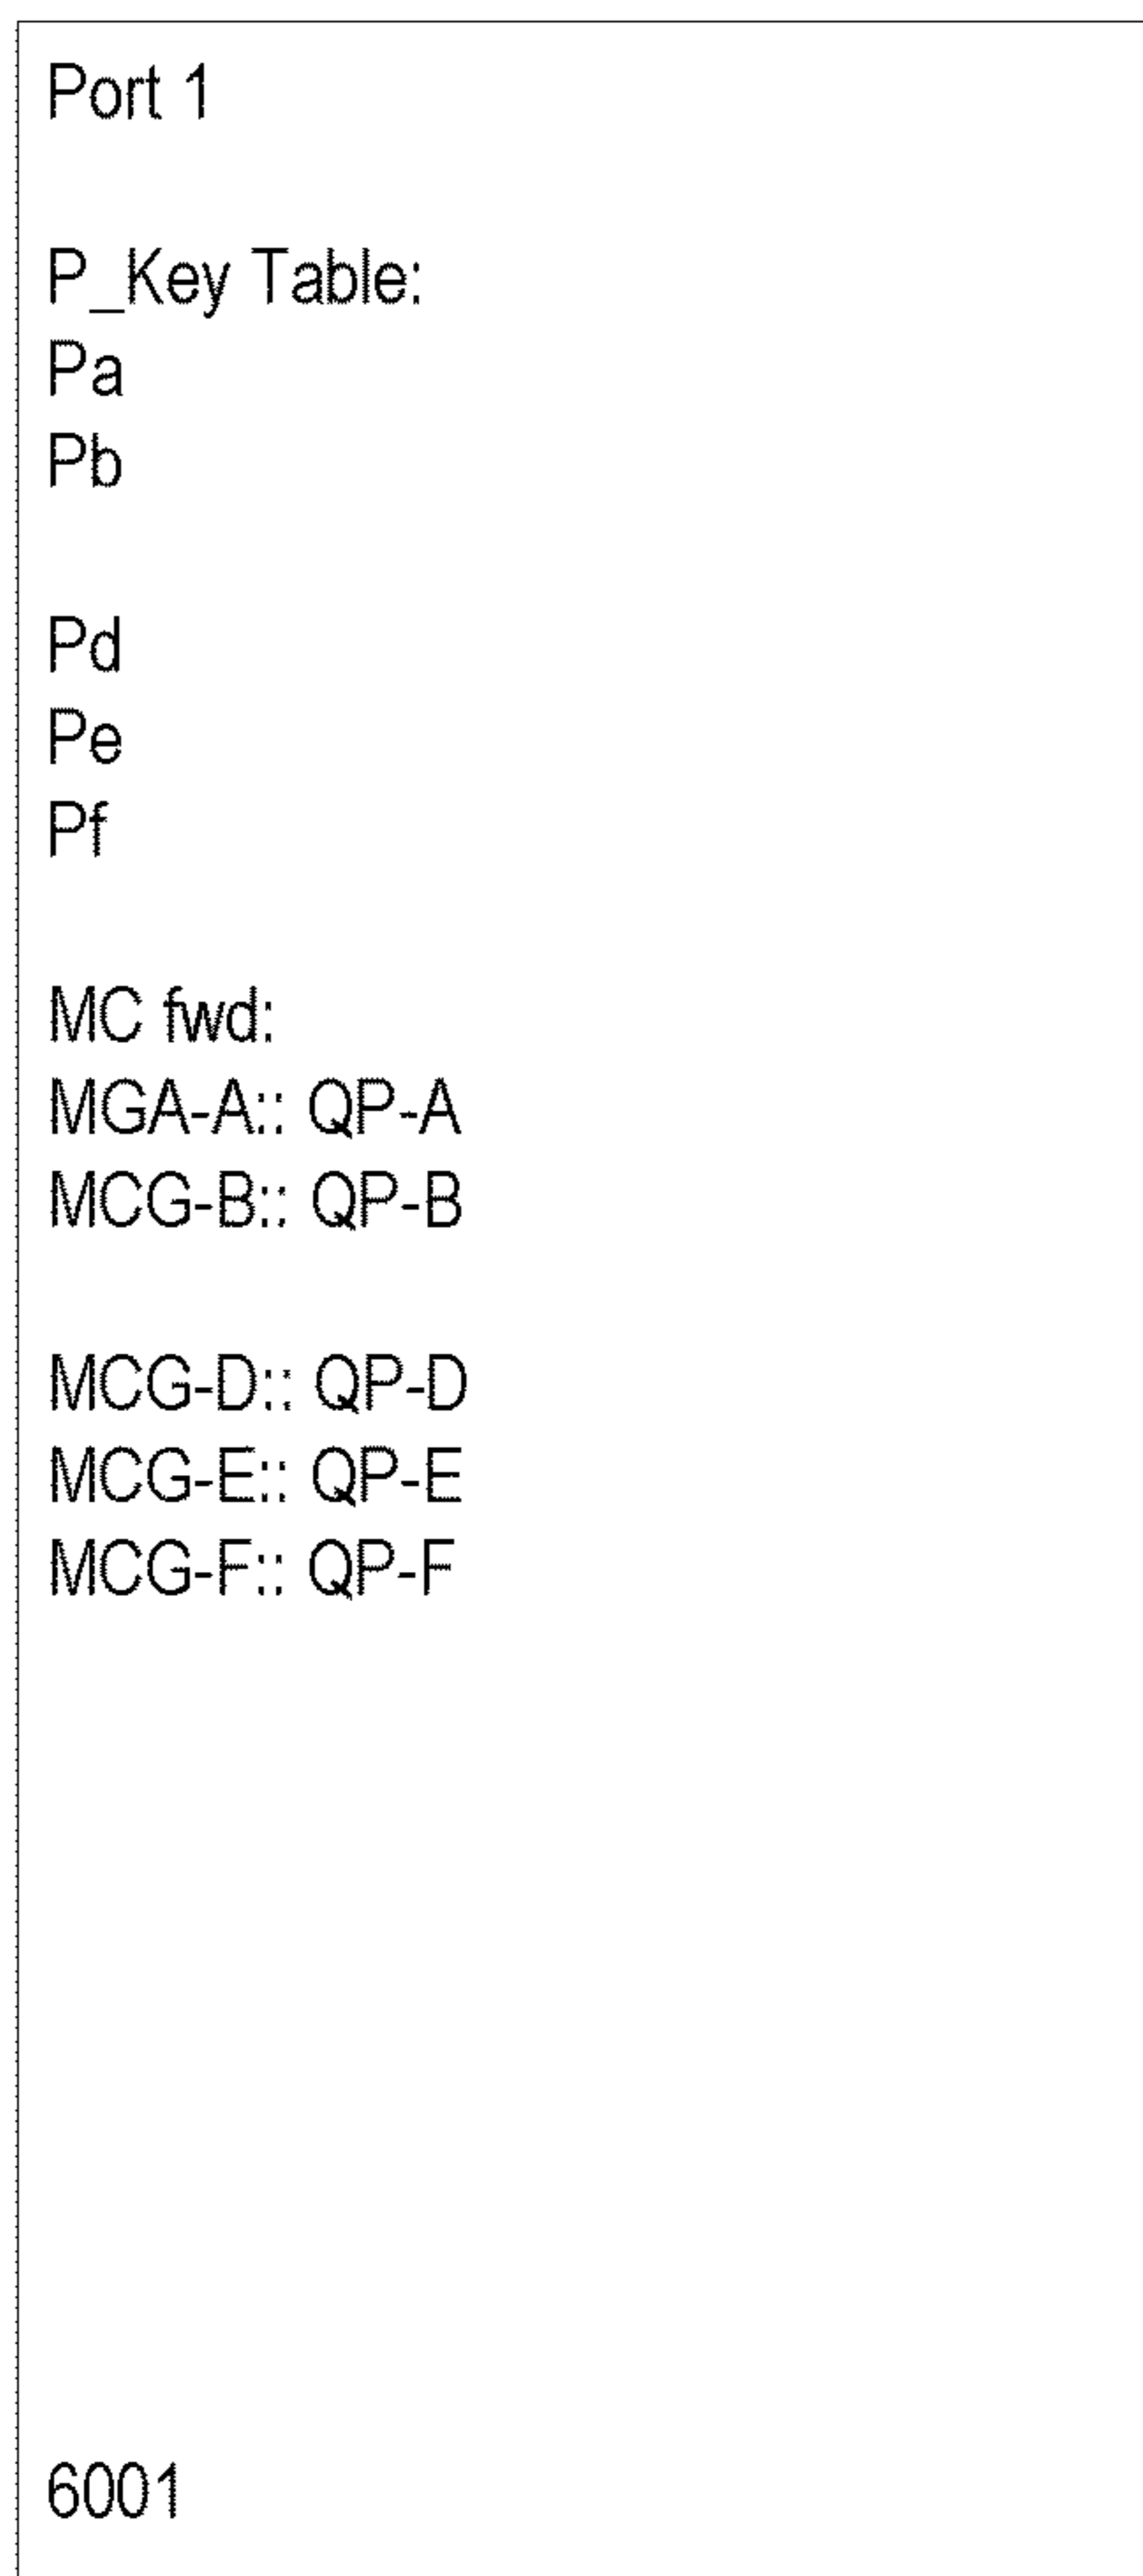 Port 1
P_Key Table:
Pa
Pb
Pd
Pe
Pf
MC fwd:
MGA-A:: QP-A
MCG-B:: QP-B
MCG-D:: QP-D
MCG-E:: QP-E
MCG-F:: QP-F
6001